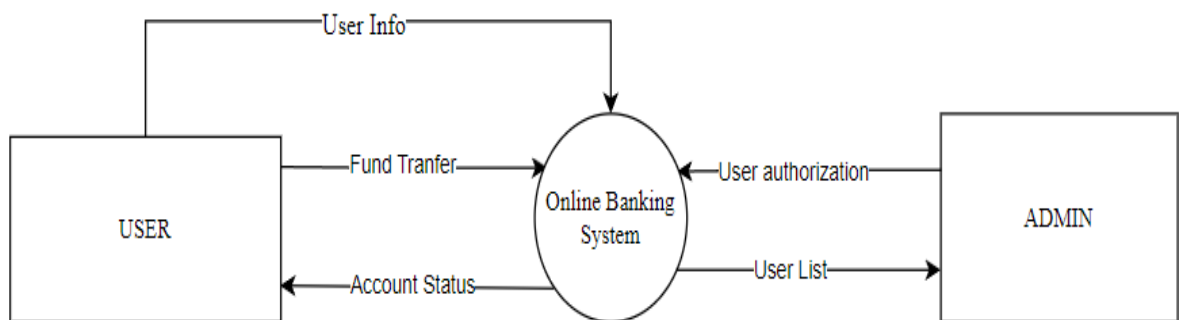 User Info
Fund Tranfer
User authorization
Online Banking
System
USER
ADMIN
User List
Account Status